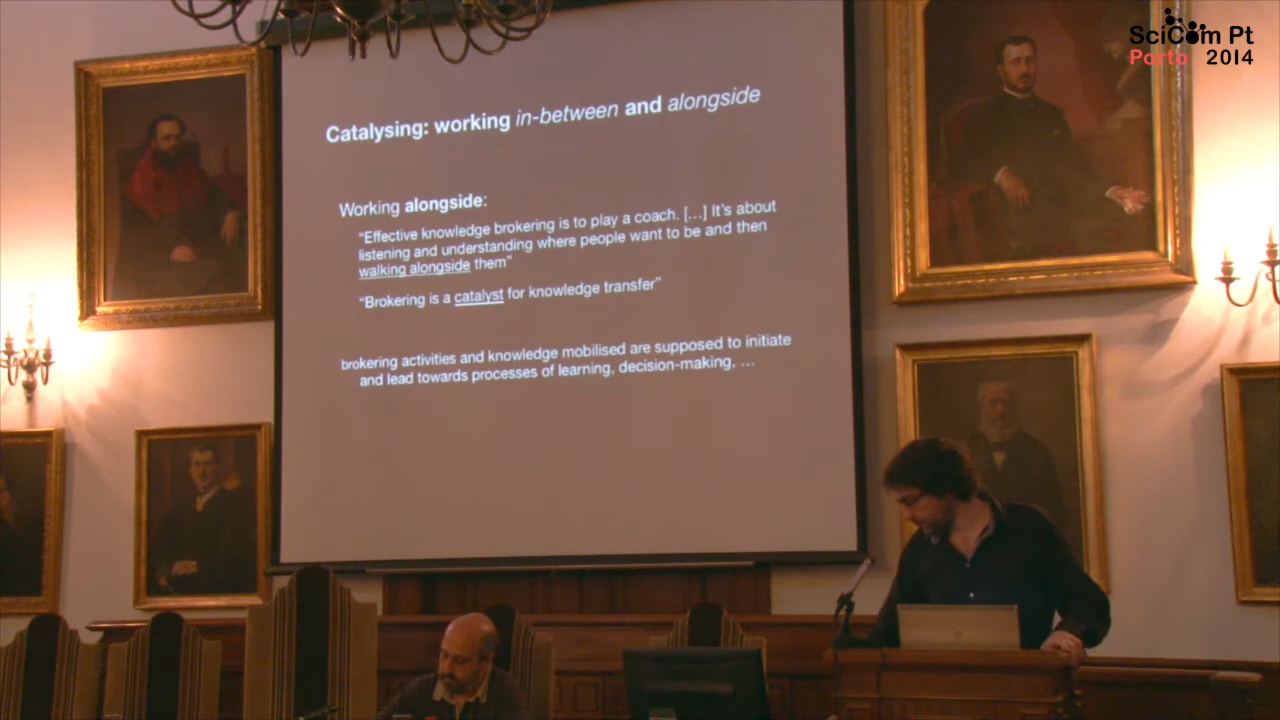 SciCom Pt
Porto 2014
Catalysing: working in-between and alongside
Working alongside:
“Effective knowledge brokering is to play a coach. [...] It's about
listening and understanding where people want to be and then
walking alongside them”
“Brokering is a catalyst for knowledge transfer”
brokering activities and knowledge mobilised are supposed to initiate
and lead towards processes of learning, decision-making, ...